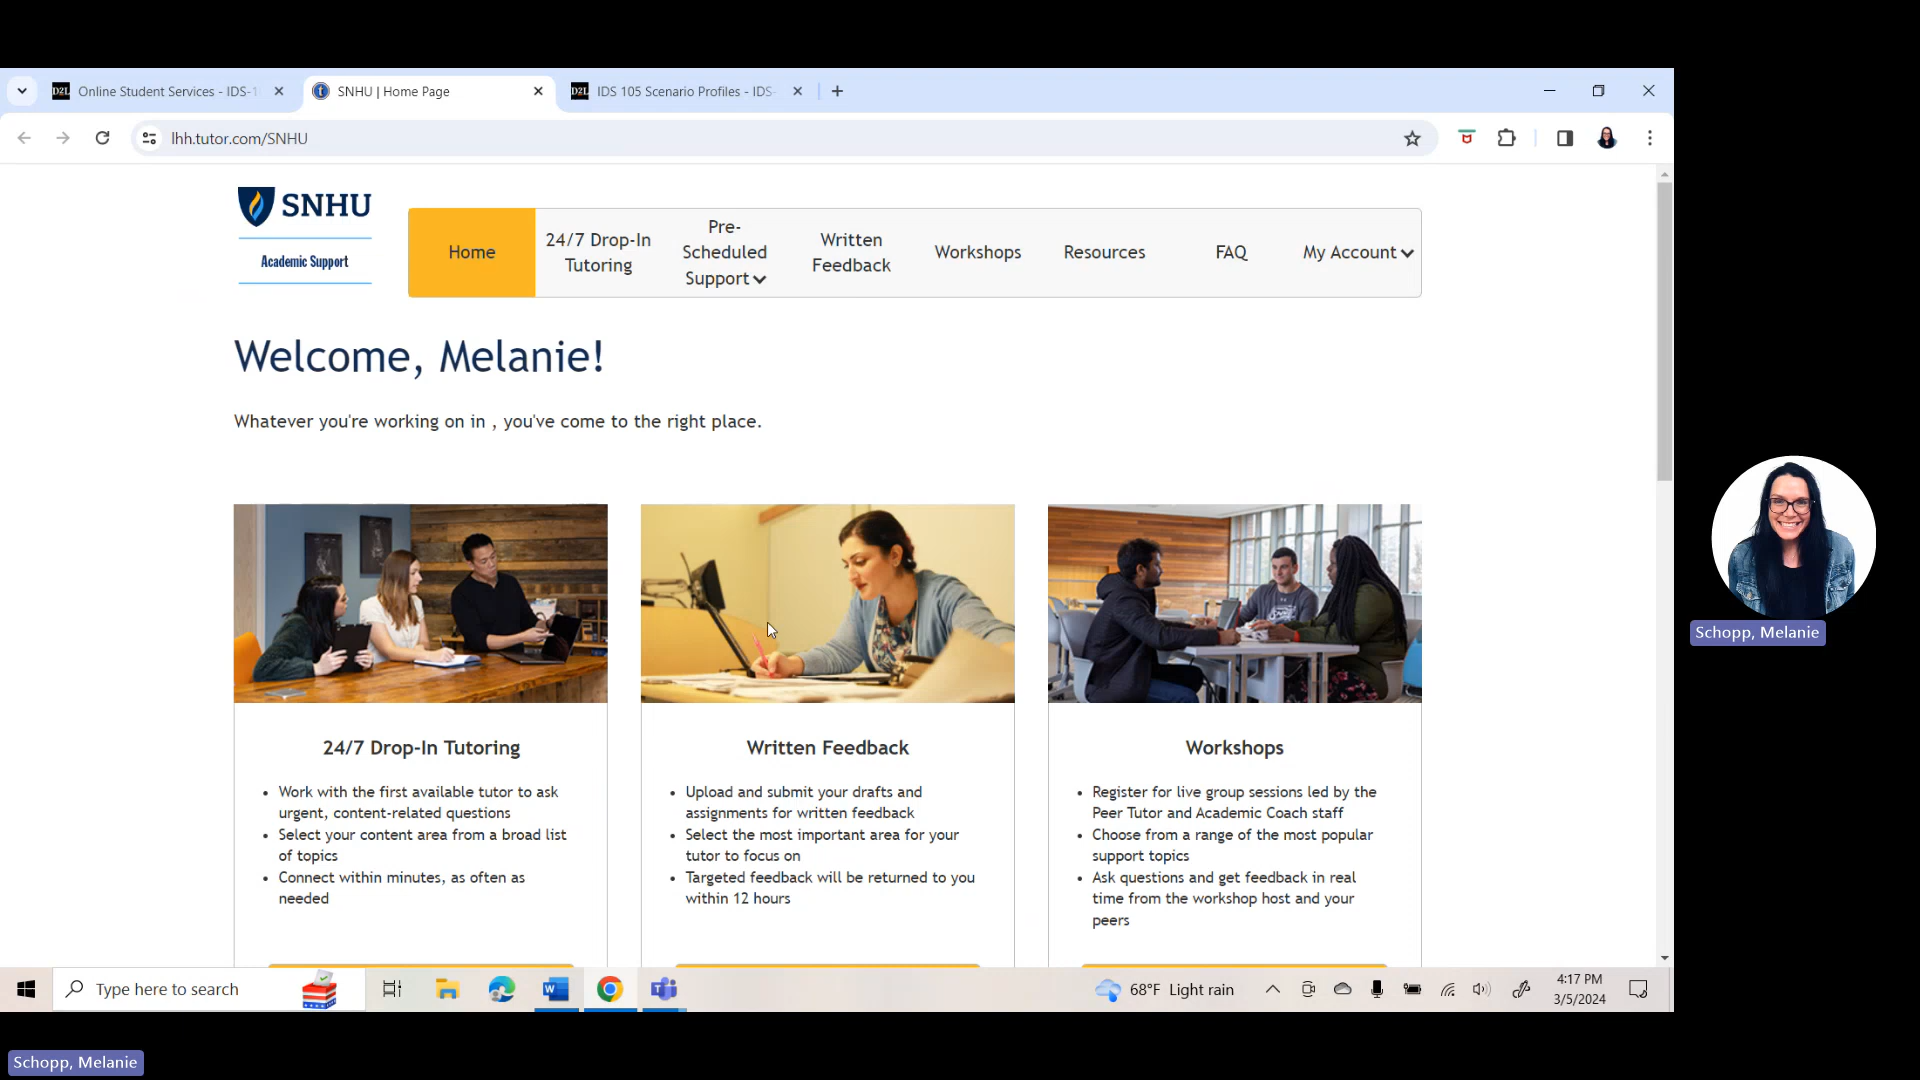 D2L Online Student Services - IDS-1
SNHU | Home Page
D2L IDS 105 Scenario Profiles - IDS-
lhh.tutor.com/SNHU
SNHU
Academic Support
Home
24/7 Drop-In
Tutoring
Pre-
Scheduled
Support
Written
Feedback
Workshops
Resources
FAQ
My Account
Welcome, Melanie!
Whatever you're working on in , you've come to the right place.
24/7 Drop-In Tutoring
• Work with the first available tutor to ask
urgent, content-related questions
• Select your content area from a broad list
of topics
• Connect within minutes, as often as
needed
Written Feedback
• Upload and submit your drafts and
assignments for written feedback
• Select the most important area for your
tutor to focus on
• Targeted feedback will be returned to you
within 12 hours
Workshops
• Register for live group sessions led by the
Peer Tutor and Academic Coach staff
• Choose from a range of the most popular
support topics
• Ask questions and get feedback in real
time from the workshop host and your
peers
Schopp, Melanie
Type here to search
68°F Light rain
4:17 PM
3/5/2024
Schopp, Melanie